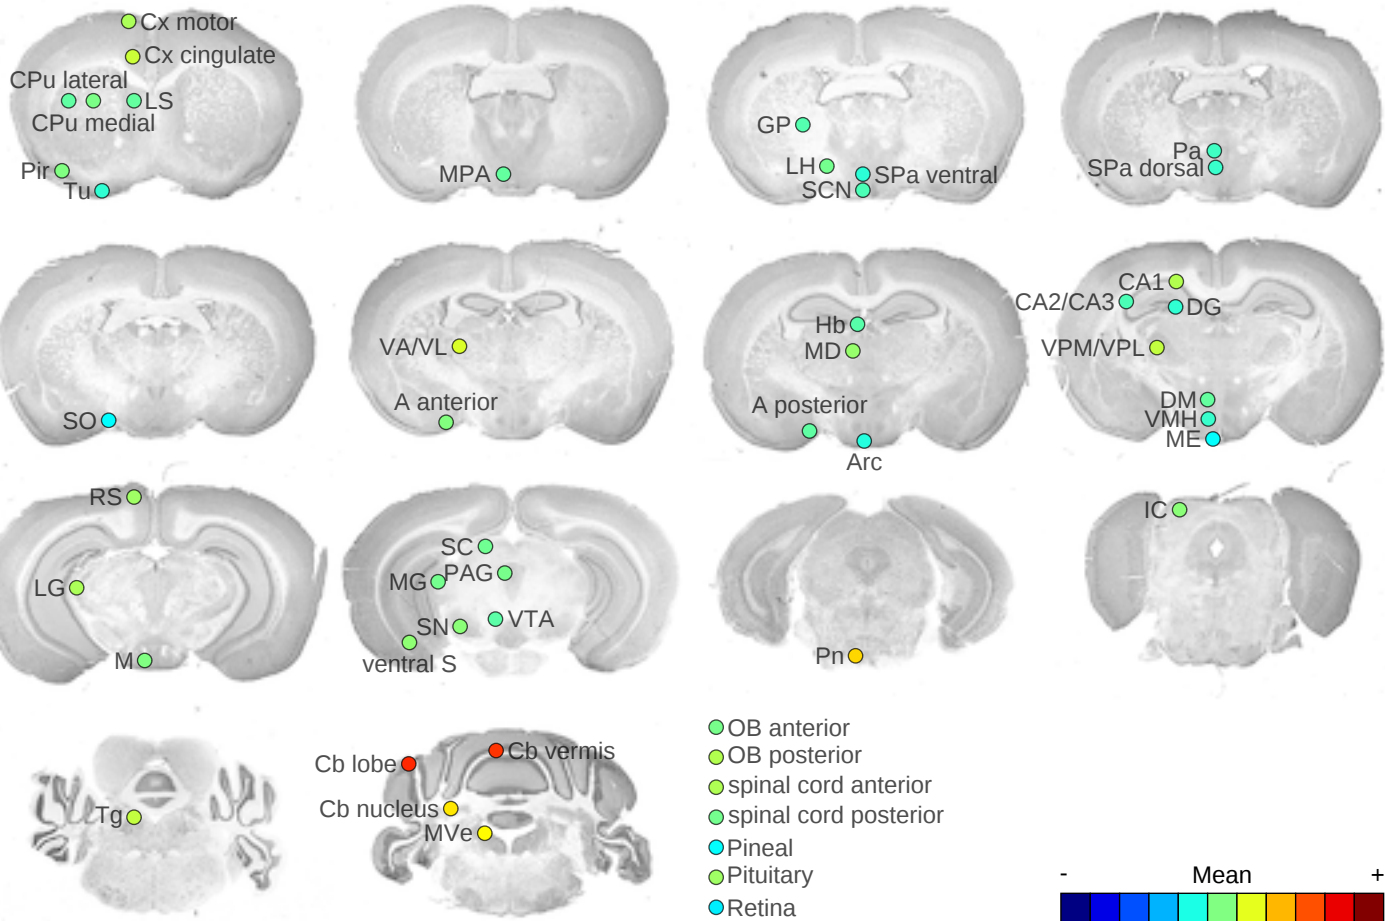 Cx motor
Cx cingulate
CPu lateral
LS
CPu medial
Pir
Tu
MPA
GP
LH
SPa ventral
SCN
Pa
SPa dorsal
SO
VA/VL
A anterior
Hb
MD
A posterior
Arc
CA1
CA2/CA3
DG
VPM/VPL
DM
VMH
ME
RS
LG
M
SC
MG
PAG
SN
VTA
ventral S
Pn
IC
Tg
Cb lobe
Cb vermis
Cb nucleus
MVe
OB anterior
OB posterior
spinal cord anterior
spinal cord posterior
Pineal
Pituitary
Retina
- Mean +